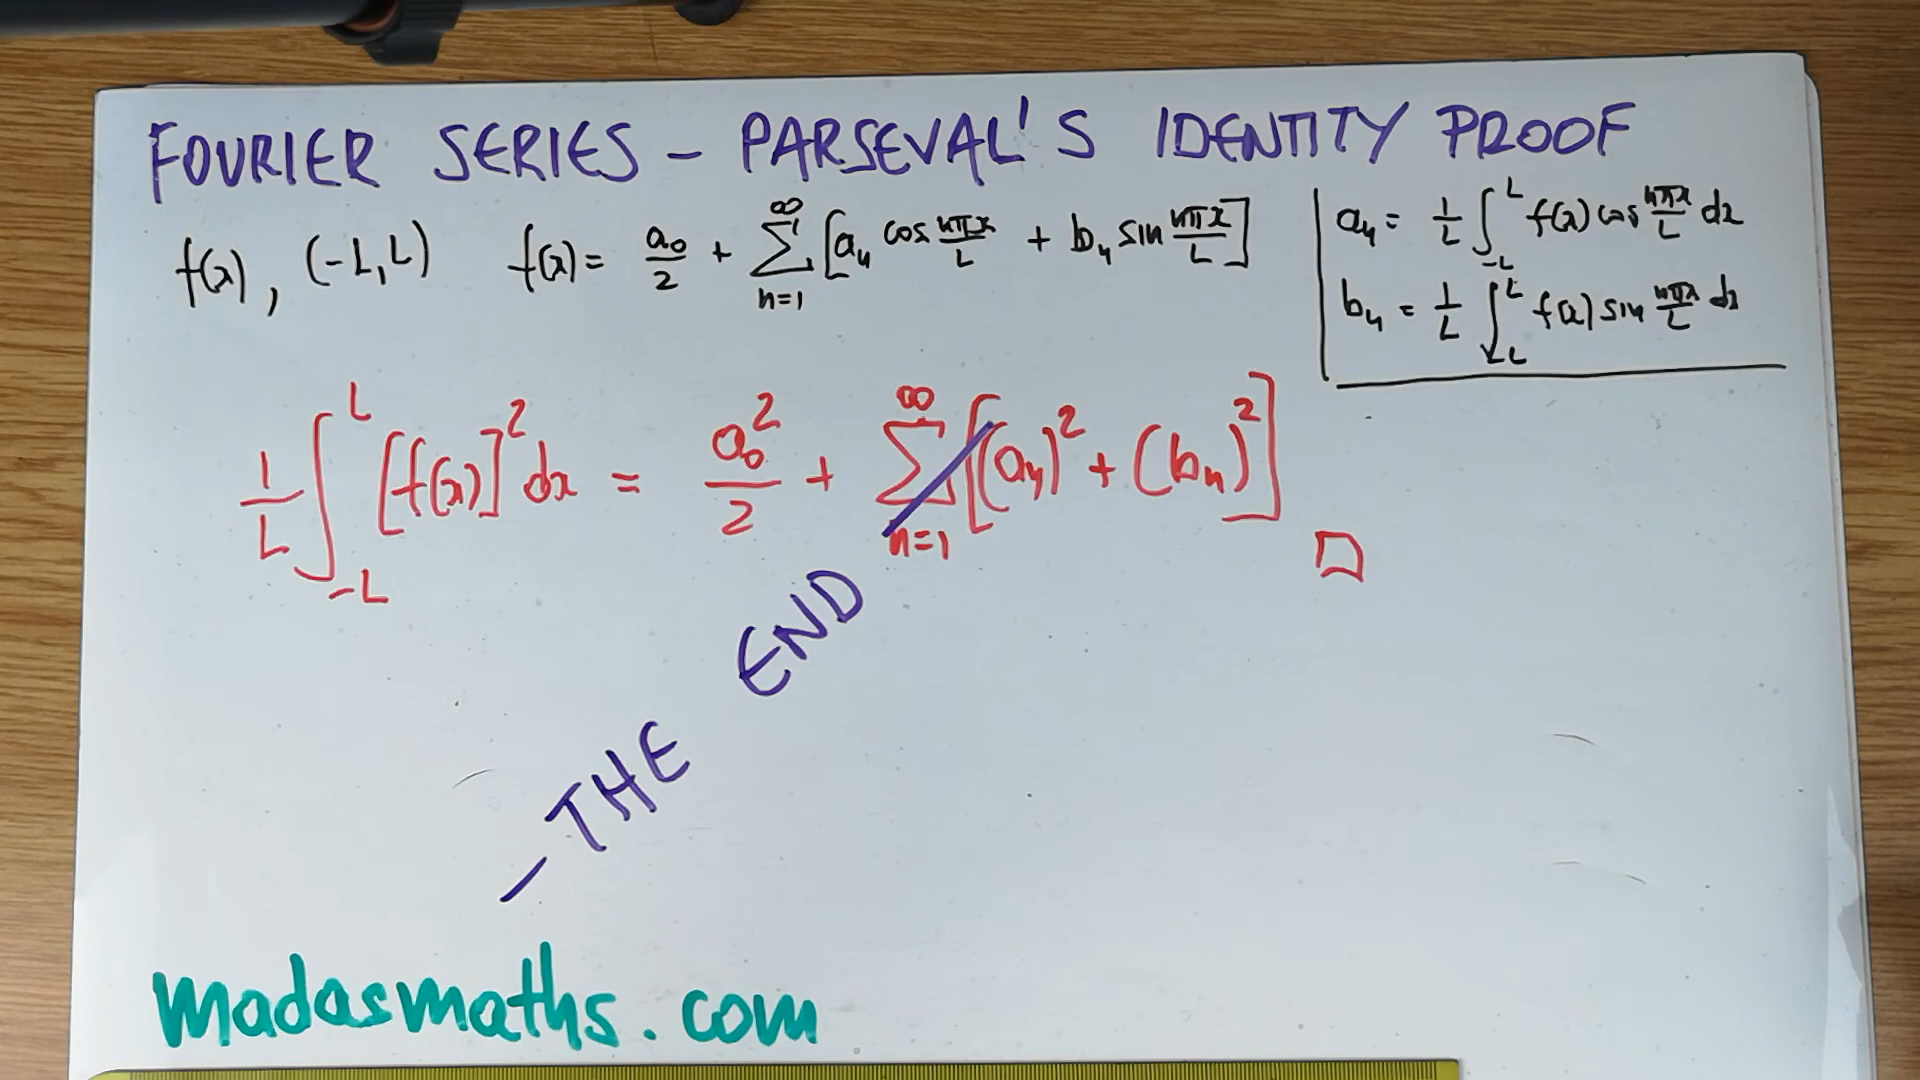 FOURIER SERIES – PARSEVAL'S IDENTITY PROOF
f(x), (-L, L) f(x) = a₀/2 + ∑_{n=1}^{∞} [aₙ cos nπx/L + bₙ sin nπx/L]
aₙ = 1/L ∫_{-L}^{L} f(x) cos nπx/L dx
bₙ = 1/L ∫_{-L}^{L} f(x) sin nπx/L dx
1/L ∫_{-L}^{L} [f(x)]² dx = a₀²/2 + ∑_{n=1}^{∞} [(aₙ)² + (bₙ)²] □
– THE END –
madasmaths.com